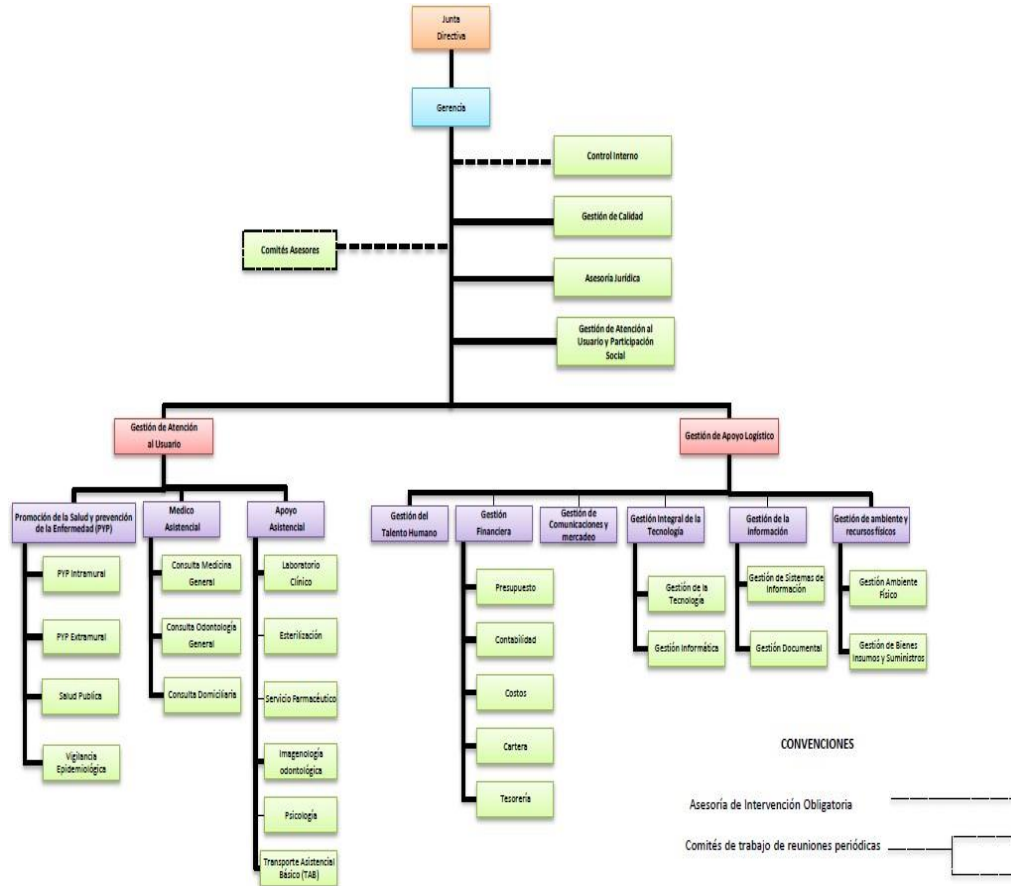 Junta
Directiva
Gerencia
Control Interno
Gestión de Calidad
Comités Asesores
Asesoría Jurídica
Gestión de Atención al
Usuario y Participación
Social
Gestión de Atención
al Usuario
Gestión de Apoyo Logístico
Promoción de la Salud y prevención
de la Enfermedad (PYP)
PYP Intramural
PYP Extramural
Salud Publica
Vigilancia
Epidemiológica
Medico
Asistencial
Consulta Medicina
General
Consulta Odontología
General
Consulta Domiciliaria
Apoyo
Asistencial
Laboratorio
Clínico
Esterilización
Servicio Farmacéutico
Imagenología
odontológica
Psicología
Transporte Asistencial
Básico (TAB)
Gestión del
Talento Humano
Gestión
Financiera
Presupuesto
Contabilidad
Costos
Cartera
Tesorería
Gestión de
Comunicaciones y
mercadeo
Gestión Integral de la
Tecnología
Gestión de la
Tecnología
Gestión Informática
Gestión de la
información
Gestión de Sistemas de
Información
Gestión Documental
Gestión de ambiente y
recursos físicos
Gestión Ambiente
Físico
Gestión de Bienes
Insumos y Suministros
CONVENCIONES
Asesoría de Intervención Obligatoria
Comités de trabajo de reuniones periódicas